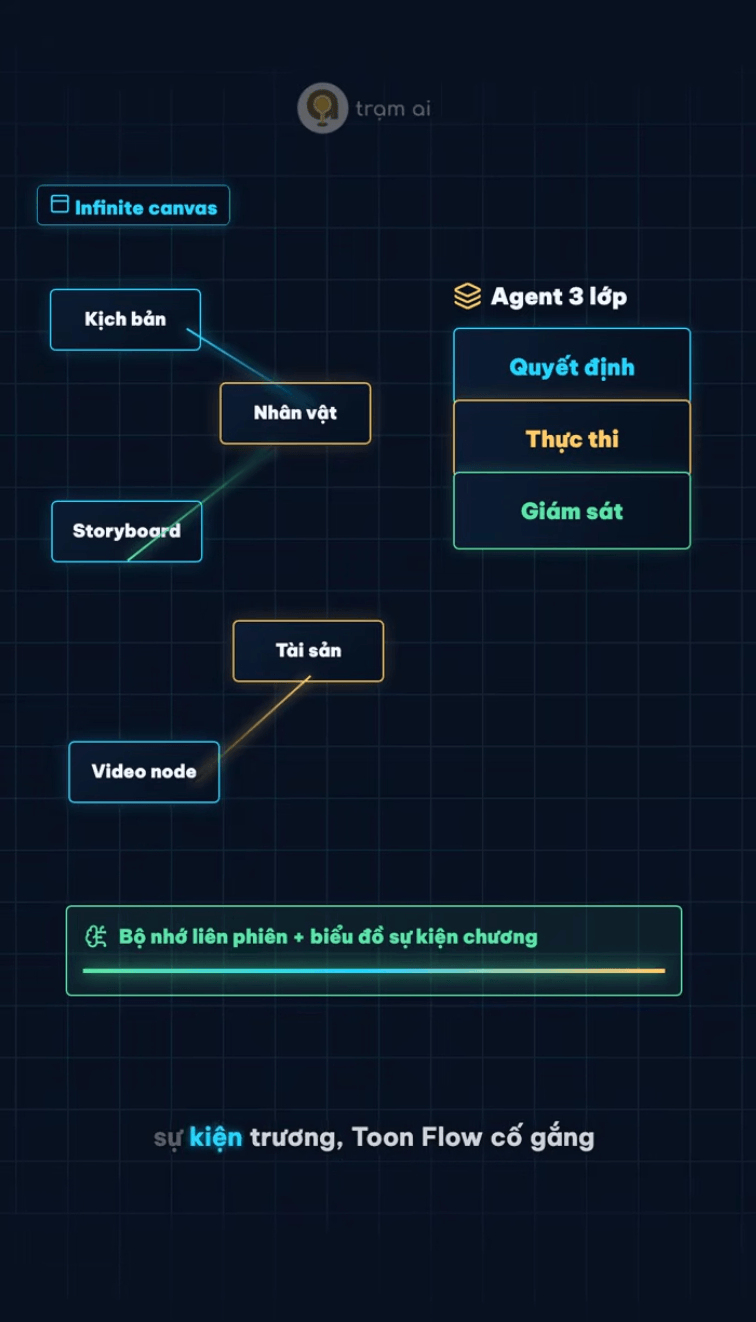 trạm ai
Infinite canvas
Kịch bản
Nhân vật
Storyboard
Tài sản
Video node
Agent 3 lớp
Quyết định
Thực thi
Giám sát
Bộ nhớ liên phiên + biểu đồ sự kiện chương
sự kiện trương, Toon Flow cố gắng